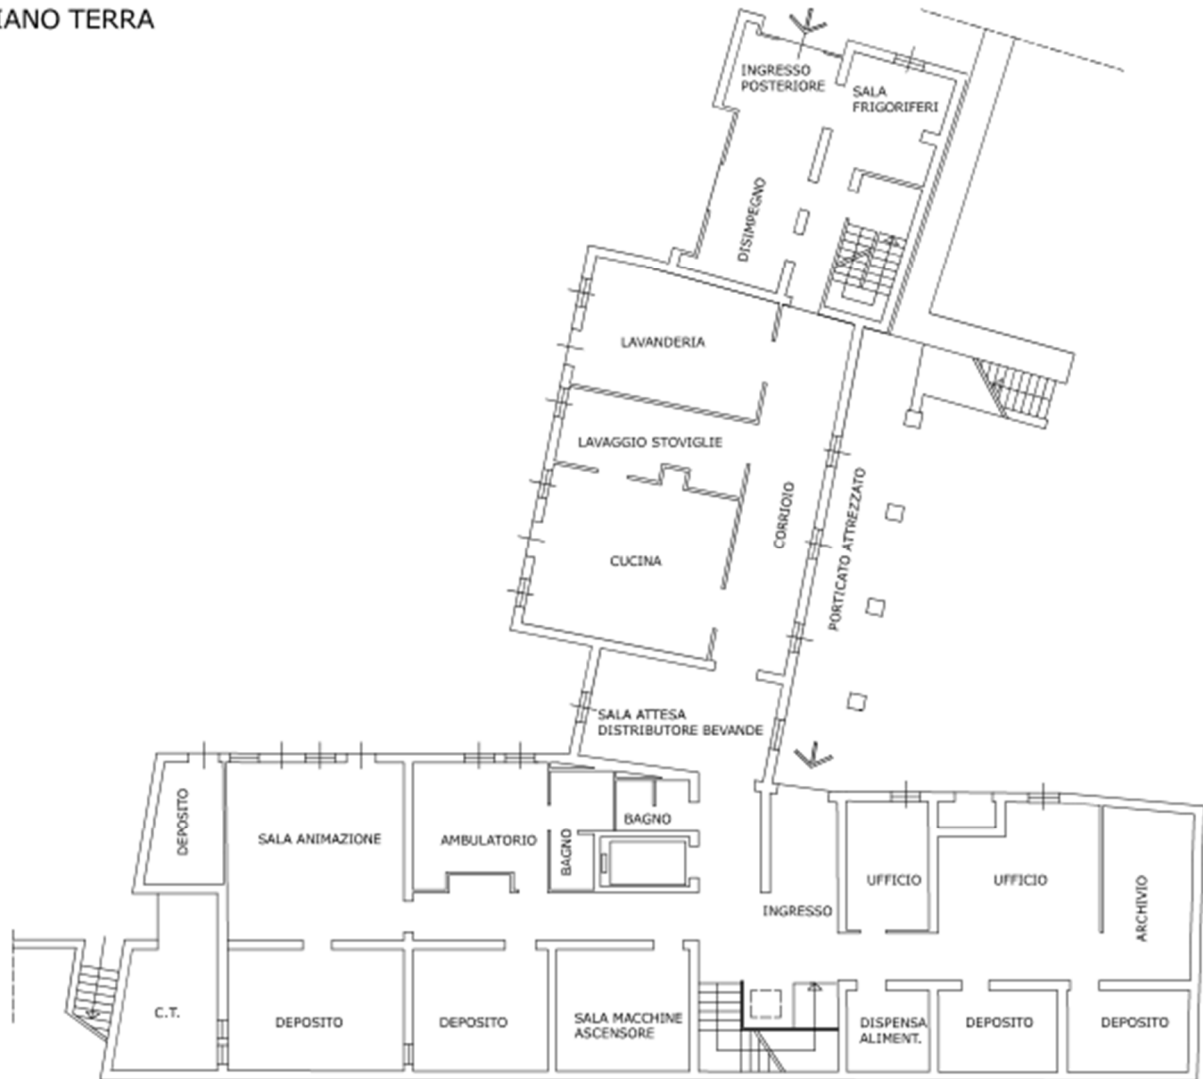 IANO TERRA
INGRESSO
POSTERIORE
SALA
FRIGORIFERI
DISIMPEGNO
LAVANDERIA
LAVAGGIO STOVIGLIE
CORRIOIO
PORTICATO ATTREZZATO
CUCINA
SALA ATTESA
DISTRIBUTORE BEVANDE
DEPOSITO
SALA ANIMAZIONE
AMBULATORIO
BAGNO
BAGNO
UFFICIO
UFFICIO
ARCHIVIO
INGRESSO
C.T.
DEPOSITO
DEPOSITO
SALA MACCHINE
ASCENSORE
DISPENSA
ALIMENT.
DEPOSITO
DEPOSITO